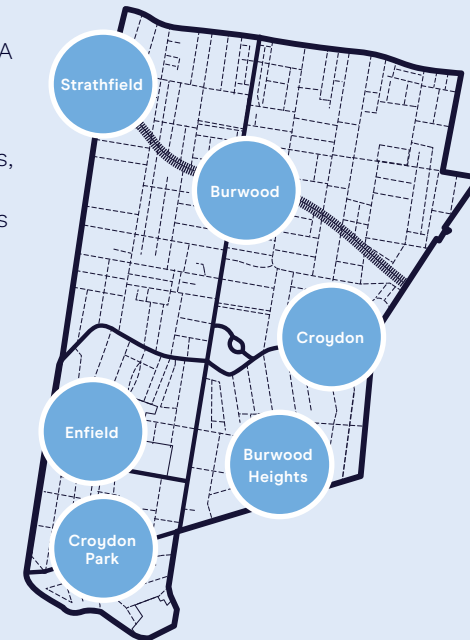 A
Strathfield
s,
Burwood
s
Croydon
Enfield
Burwood
Heights
Croydon
Park